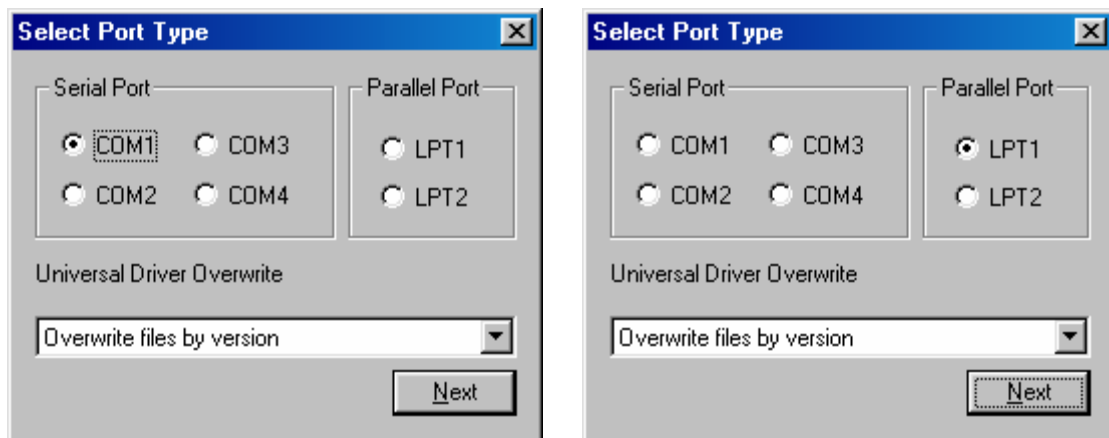 Select Port Type
Serial Port
Parallel Port
COM1 COM3
LPT1
COM2 COM4
LPT2
Universal Driver Overwrite
Overwrite files by version
Next
Select Port Type
Serial Port
Parallel Port
COM1 COM3
LPT1
COM2 COM4
LPT2
Universal Driver Overwrite
Overwrite files by version
Next